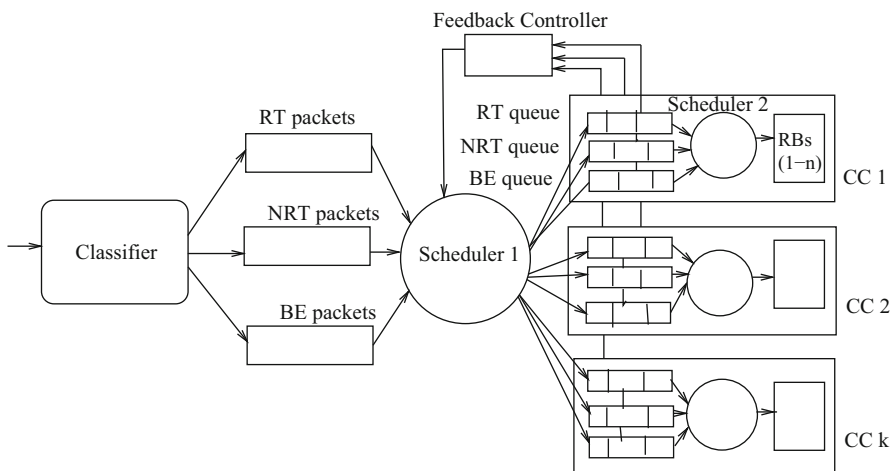 Feedback Controller
RT packets
NRT packets
BE packets
Classifier
Scheduler 1
RT queue
NRT queue
BE queue
Scheduler 2
RBs
(1−n)
CC 1
CC 2
CC k